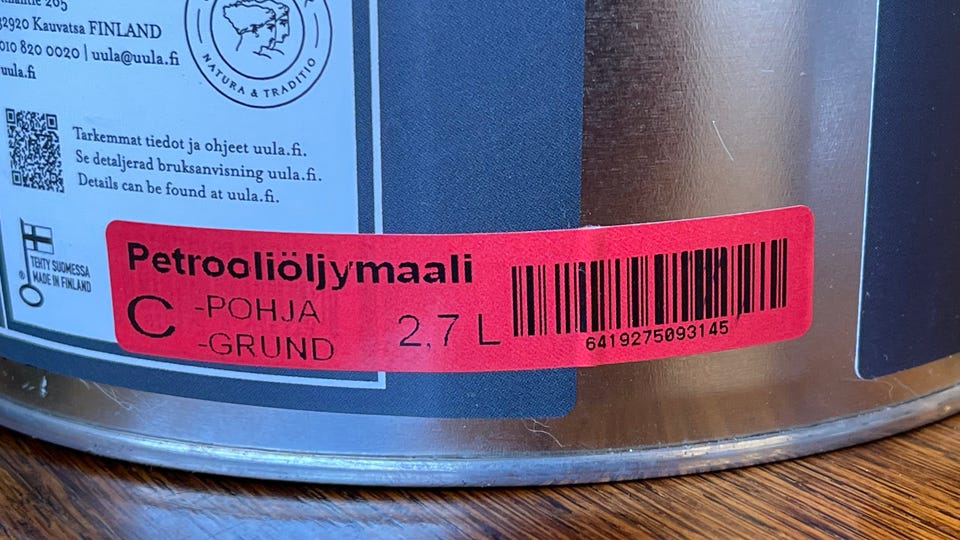 32920 Kauvatsa FINLAND
010 820 0020 | uula@uula.fi
uula.fi
NATURA & TRADITIO
Tarkemmat tiedot ja ohjeet uula.fi.
Se detaljerad bruksanvisning uula.fi.
Details can be found at uula.fi.
TEHTY SUOMESSA
MADE IN FINLAND
Petrooliöljymaali
C -POHJA
-GRUND
2,7 L
6419275093145